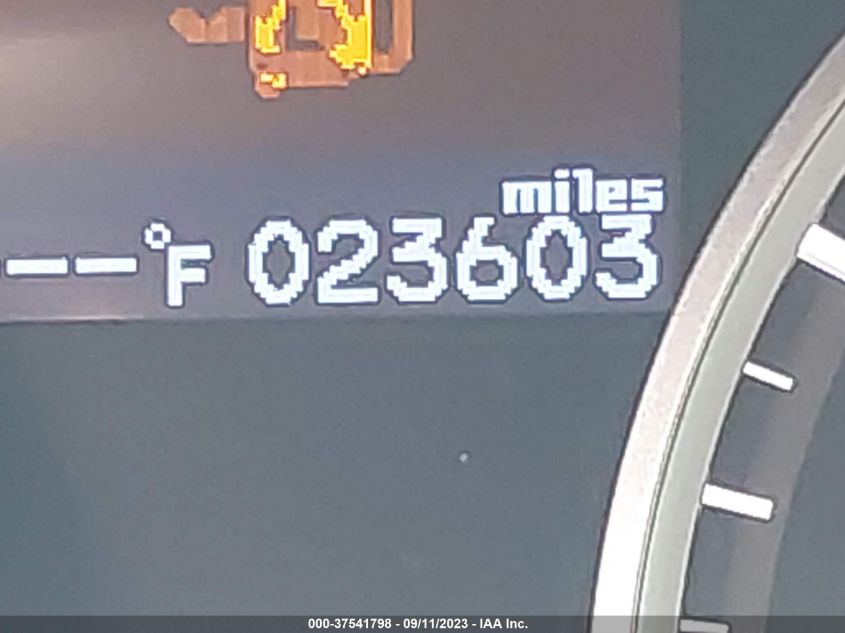 miles
--°F 023603
000-37541798 - 09/11/2023 - IAA Inc.